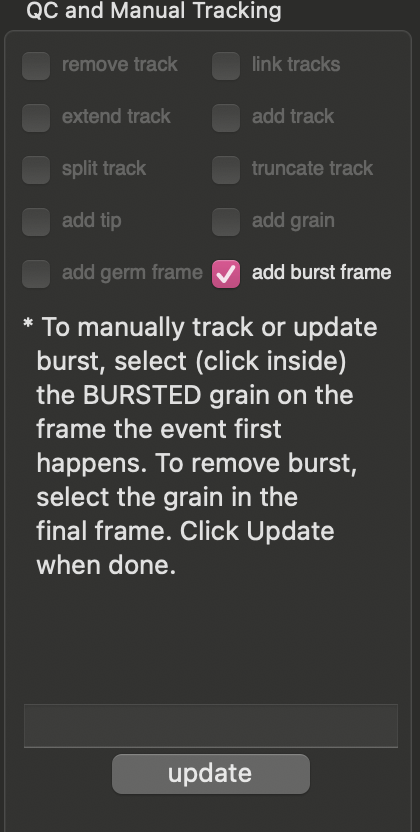 QC and Manual Tracking
remove track link tracks
extend track add track
split track truncate track
add tip add grain
add germ frame add burst frame
* To manually track or update
burst, select (click inside)
the BURSTED grain on the
frame the event first
happens. To remove burst,
select the grain in the
final frame. Click Update
when done.
update